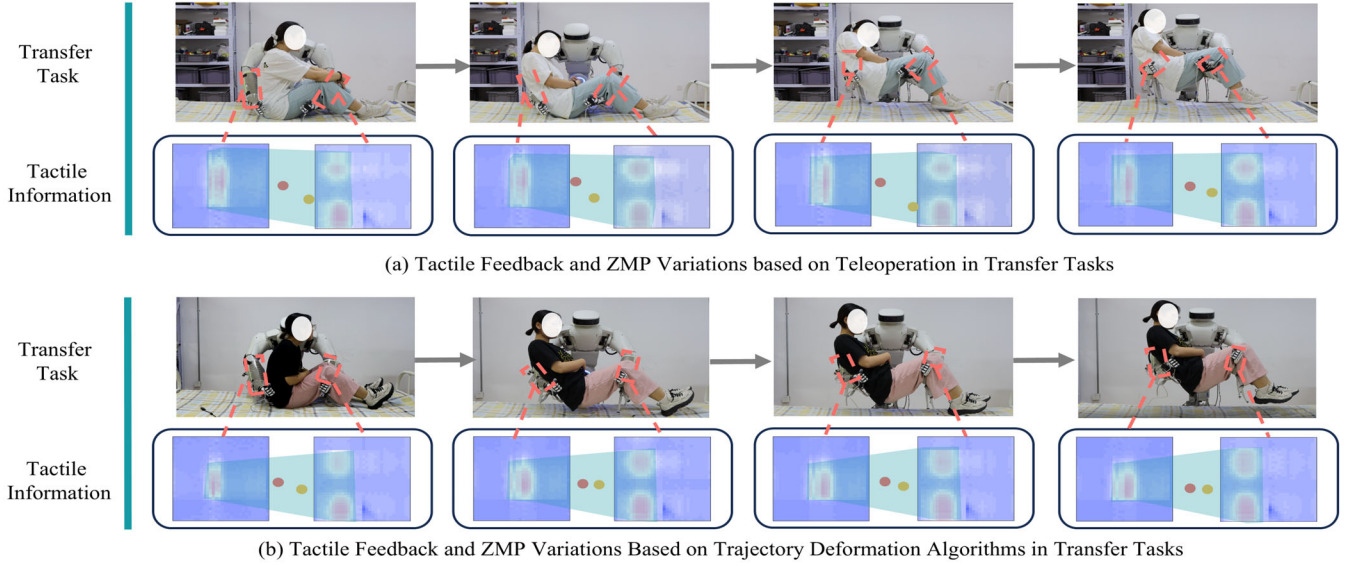 Transfer
Task
Tactile
Information
(a) Tactile Feedback and ZMP Variations based on Teleoperation in Transfer Tasks
Transfer
Task
Tactile
Information
(b) Tactile Feedback and ZMP Variations Based on Trajectory Deformation Algorithms in Transfer Tasks